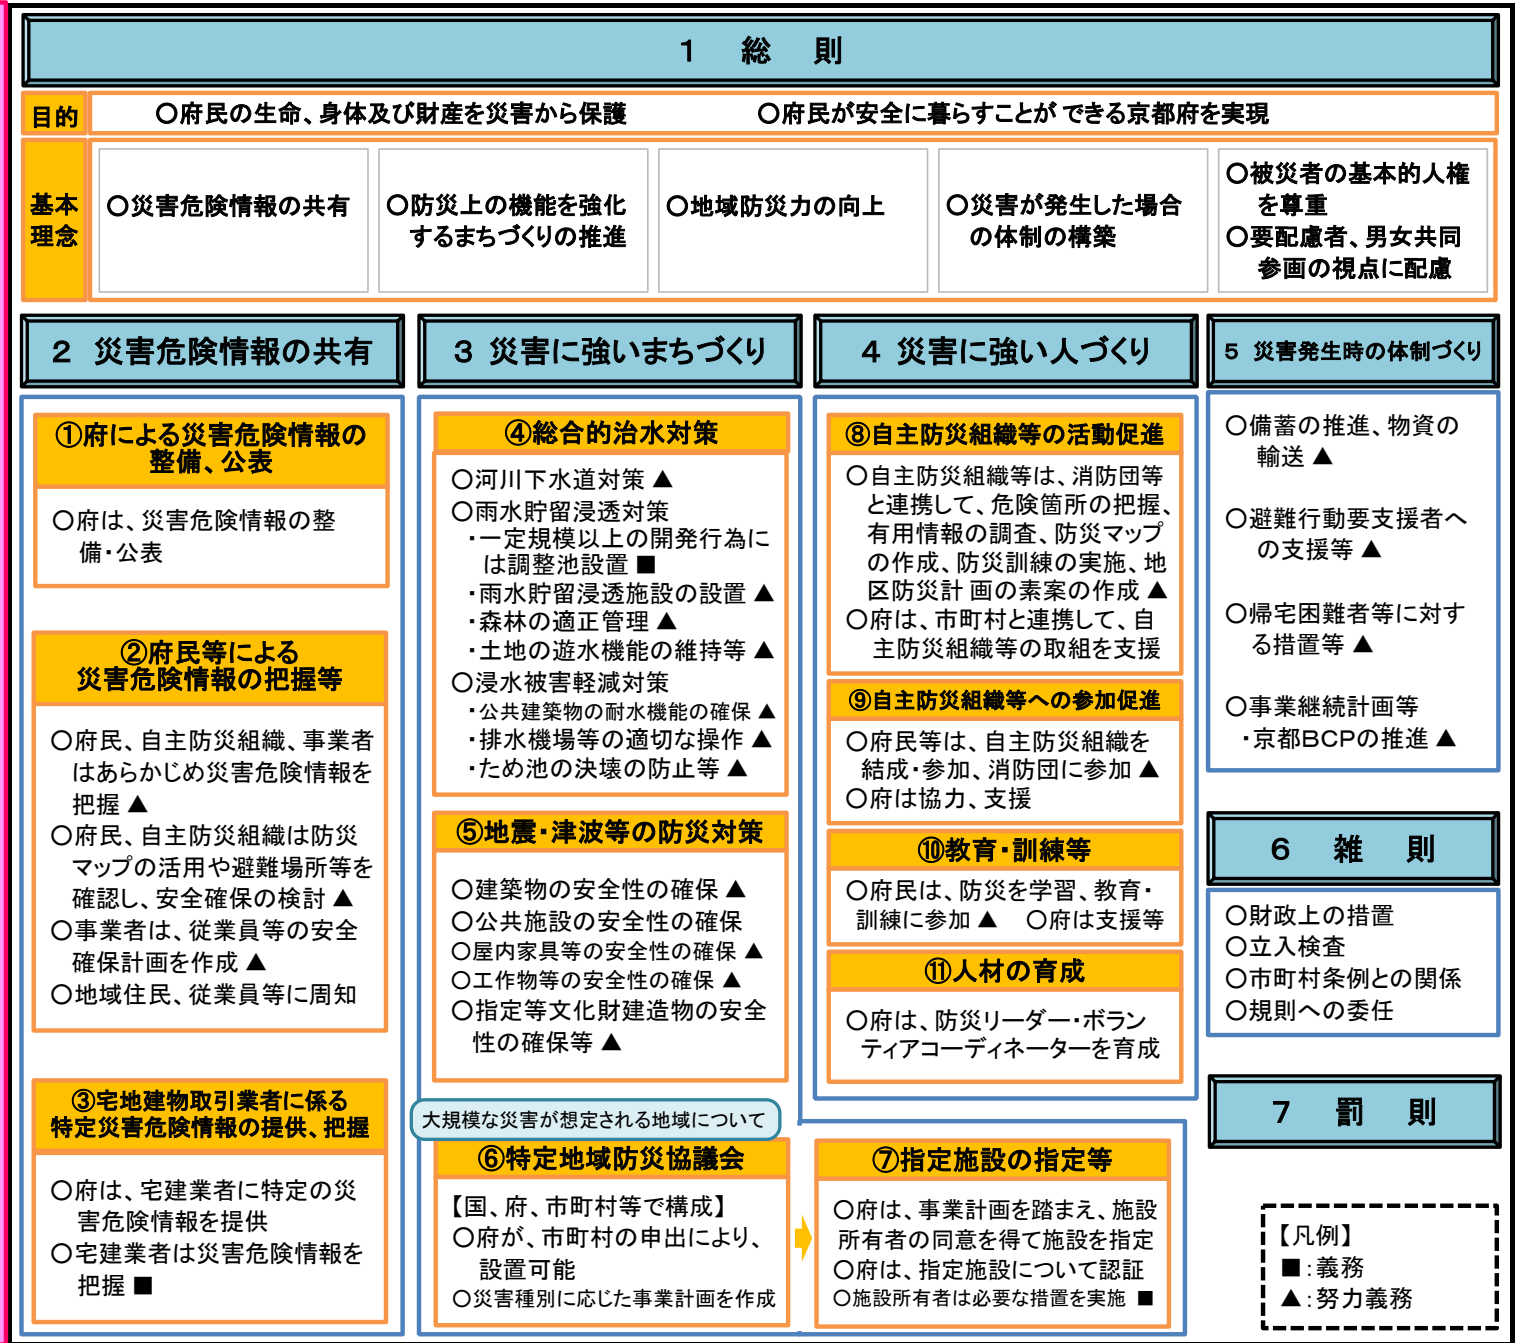 1 総 則
目的
○府民の生命、身体及び財産を災害から保護 ○府民が安全に暮らすことができる京都府を実現
基本
理念
○災害危険情報の共有
○防災上の機能を強化
するまちづくりの推進
○地域防災力の向上
○災害が発生した場合
の体制の構築
○被災者の基本的人権
を尊重
○要配慮者、男女共同
参画の視点に配慮
2 災害危険情報の共有
①府による災害危険情報の
整備、公表
○府は、災害危険情報の整
備・公表
②府民等による
災害危険情報の把握等
○府民、自主防災組織、事業者
はあらかじめ災害危険情報を
把握 ▲
○府民、自主防災組織は防災
マップの活用や避難場所等を
確認し、安全確保の検討 ▲
○事業者は、従業員等の安全
確保計画を作成 ▲
○地域住民、従業員等に周知
③宅地建物取引業者に係る
特定災害危険情報の提供、把握
○府は、宅建業者に特定の災
害危険情報を提供
○宅建業者は災害危険情報を
把握 ■
3 災害に強いまちづくり
④総合的治水対策
○河川下水道対策 ▲
○雨水貯留浸透対策
・一定規模以上の開発行為に
は調整池設置 ■
・雨水貯留浸透施設の設置 ▲
・森林の適正管理 ▲
・土地の遊水機能の維持等 ▲
○浸水被害軽減対策
・公共建築物の耐水機能の確保 ▲
・排水機場等の適切な操作 ▲
・ため池の決壊の防止等 ▲
⑤地震・津波等の防災対策
○建築物の安全性の確保 ▲
○公共施設の安全性の確保
○屋内家具等の安全性の確保 ▲
○工作物等の安全性の確保 ▲
○指定等文化財建造物の安全
性の確保等 ▲
大規模な災害が想定される地域について
⑥特定地域防災協議会
【国、府、市町村等で構成】
○府が、市町村の申出により、
設置可能
○災害種別に応じた事業計画を作成
⑦指定施設の指定等
○府は、事業計画を踏まえ、施設
所有者の同意を得て施設を指定
○府は、指定施設について認証
○施設所有者は必要な措置を実施 ■
4 災害に強い人づくり
⑧自主防災組織等の活動促進
○自主防災組織等は、消防団等
と連携して、危険箇所の把握、
有用情報の調査、防災マップ
の作成、防災訓練の実施、地
区防災計画の素案の作成 ▲
○府は、市町村と連携して、自
主防災組織等の取組を支援
⑨自主防災組織等への参加促進
○府民等は、自主防災組織を
結成・参加、消防団に参加 ▲
○府は協力、支援
⑩教育・訓練等
○府民は、防災を学習、教育・
訓練に参加 ▲ ○府は支援等
⑪人材の育成
○府は、防災リーダー・ボラン
ティアコーディネーターを育成
5 災害発生時の体制づくり
○備蓄の推進、物資の
輸送 ▲
○避難行動要支援者へ
の支援等 ▲
○帰宅困難者等に対す
る措置等 ▲
○事業継続計画等
・京都BCPの推進 ▲
6 雑 則
○財政上の措置
○立入検査
○市町村条例との関係
○規則への委任
7 罰 則
【凡例】
■:義務
▲:努力義務